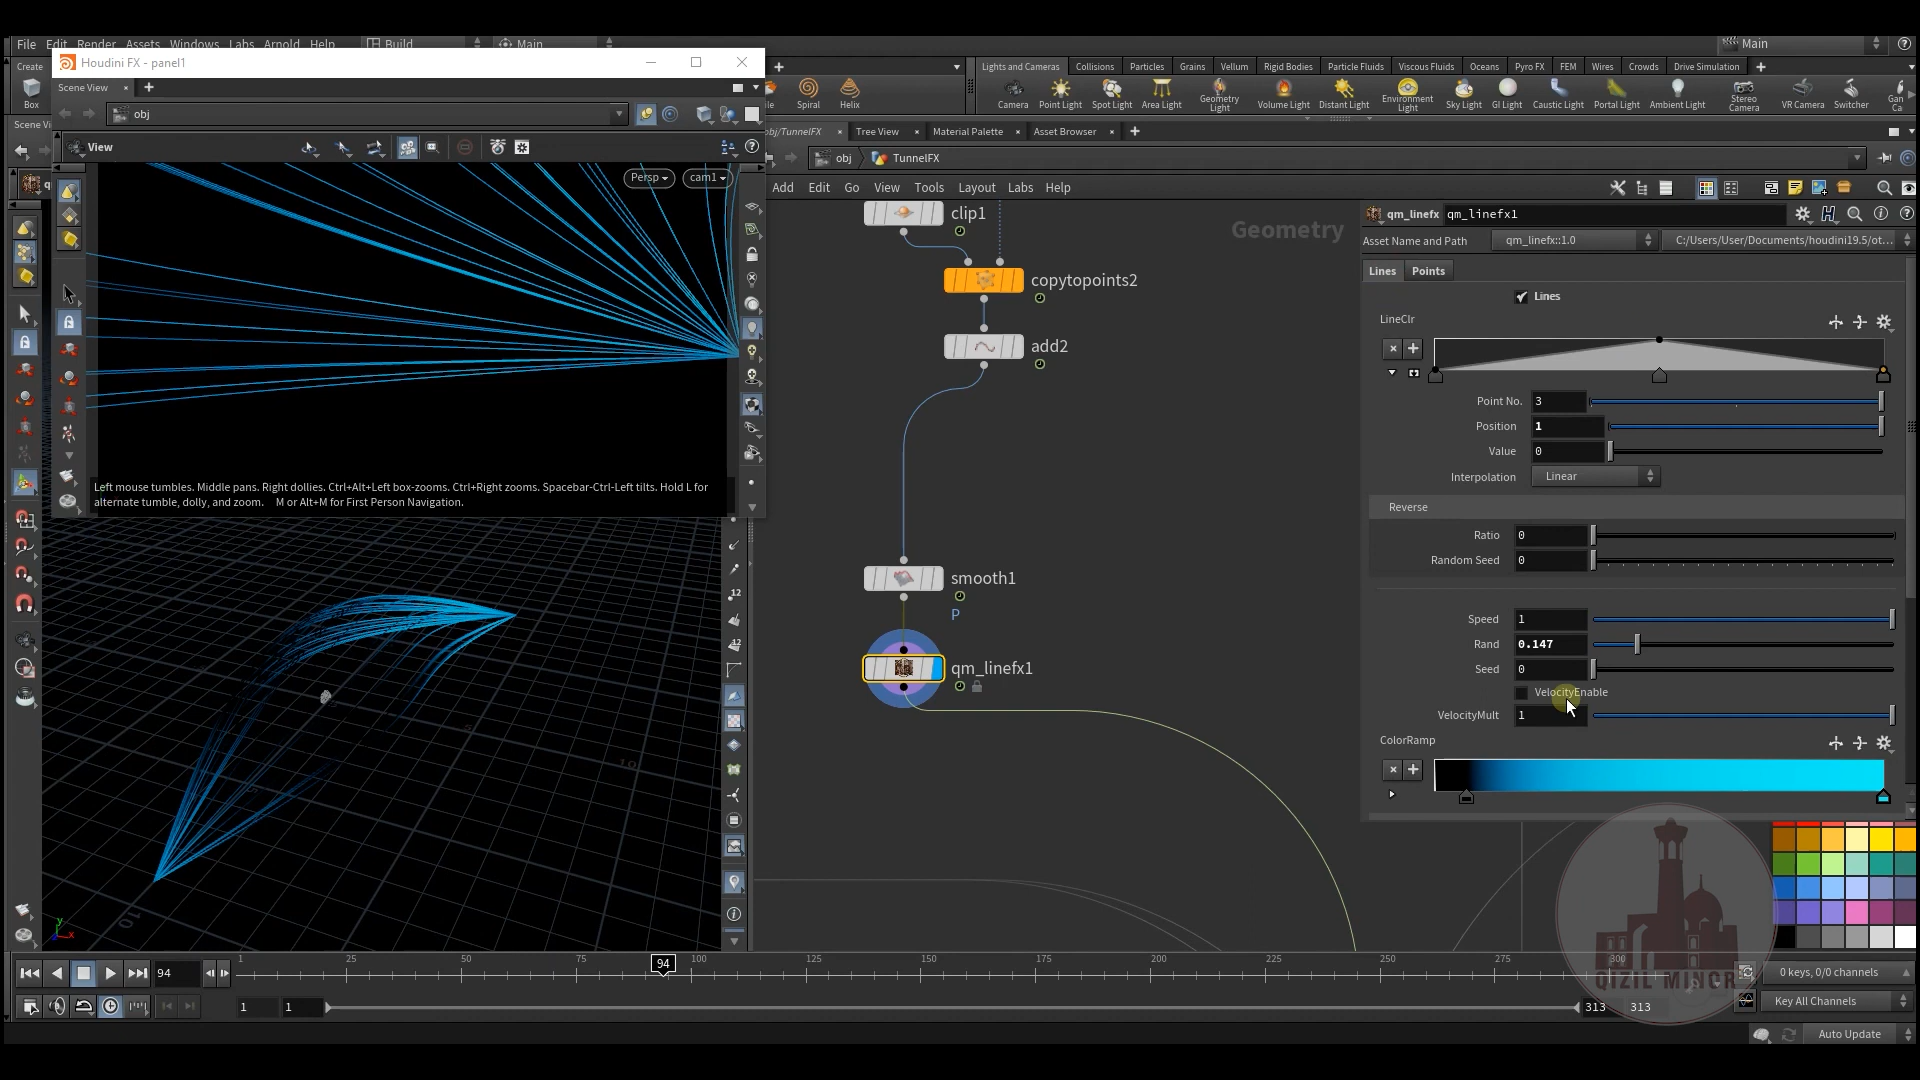 File Edit Render Assets Windows Labs Arnold Help Build Main Main
Houdini FX - panel1
Create
Box
Scene View
obj
View
Persp
cam1
Left mouse tumbles. Middle pans. Right dollies. Ctrl+Alt+Left box-zooms. Ctrl+Right zooms. Spacebar-Ctrl-Left tilts. Hold L for
alternate tumble, dolly, and zoom. M or Alt+M for First Person Navigation.
Spiral
Helix
Lights and Cameras Collisions Particles Grains Vellum Rigid Bodies Particle Fluids Viscous Fluids Oceans Pyro FX FEM Wires Crowds Drive Simulation
Camera Point Light Spot Light Area Light Geometry Light Volume Light Distant Light Environment Light Sky Light GI Light Caustic Light Portal Light Ambient Light Stereo Camera VR Camera Switcher
obj/TunnelFX Tree View Material Palette Asset Browser
obj TunnelFX
Add Edit Go View Tools Layout Labs Help
Geometry
clip1
copytopoints2
add2
smooth1
P
qm_linefx1
qm_linefx qm_linefx1
Asset Name and Path qm_linefx::1.0 C:/Users/User/Documents/houdini19.5/ot...
Lines Points
Lines
LineClr
Point No. 3
Position 1
Value 0
Interpolation Linear
Reverse
Ratio 0
Random Seed 0
Speed 1
Rand 0.147
Seed 0
VelocityEnable
VelocityMult 1
ColorRamp
QIZIL MINOR
10
10
y
x
12
12
94
1 25 50 75 94 100 125 150 175 200 225 250 275 300
0 keys, 0/0 channels
1 1 313 313
Key All Channels
Auto Update